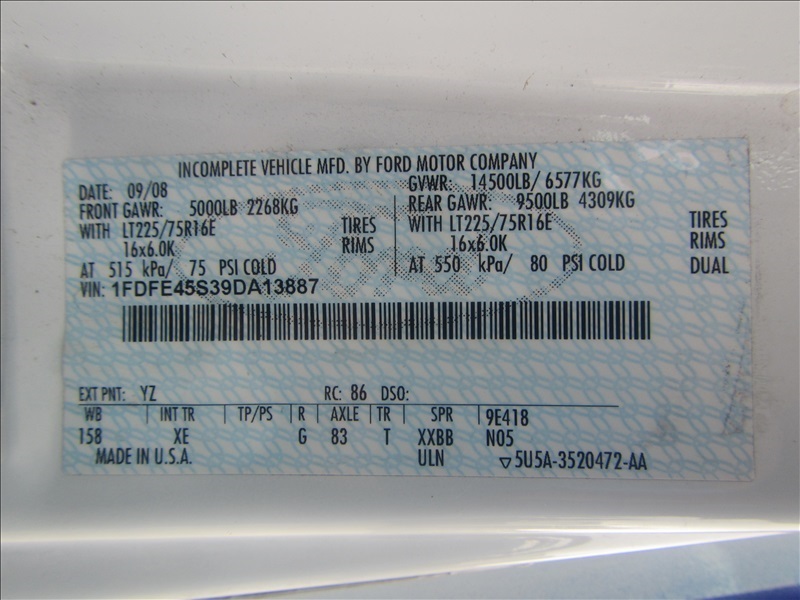 INCOMPLETE VEHICLE MFD. BY FORD MOTOR COMPANY
DATE: 09/08 GVWR: 14500LB/ 6577KG
FRONT GAWR: 5000LB 2268KG REAR GAWR: 9500LB 4309KG
WITH LT225/75R16E TIRES WITH LT225/75R16E TIRES
16x6.0K RIMS 16x6.0K RIMS
AT 515 kPa/ 75 PSI COLD AT 550 kPa/ 80 PSI COLD DUAL
VIN: 1FDFE45S39DA13887
EXT PNT: YZ RC: 86 DSO:
WB | INT TR | TP/PS | R | AXLE | TR | SPR | 9E418
158 XE G 83 T XXBB N05
MADE IN U.S.A. ULN ▽5U5A-3520472-AA